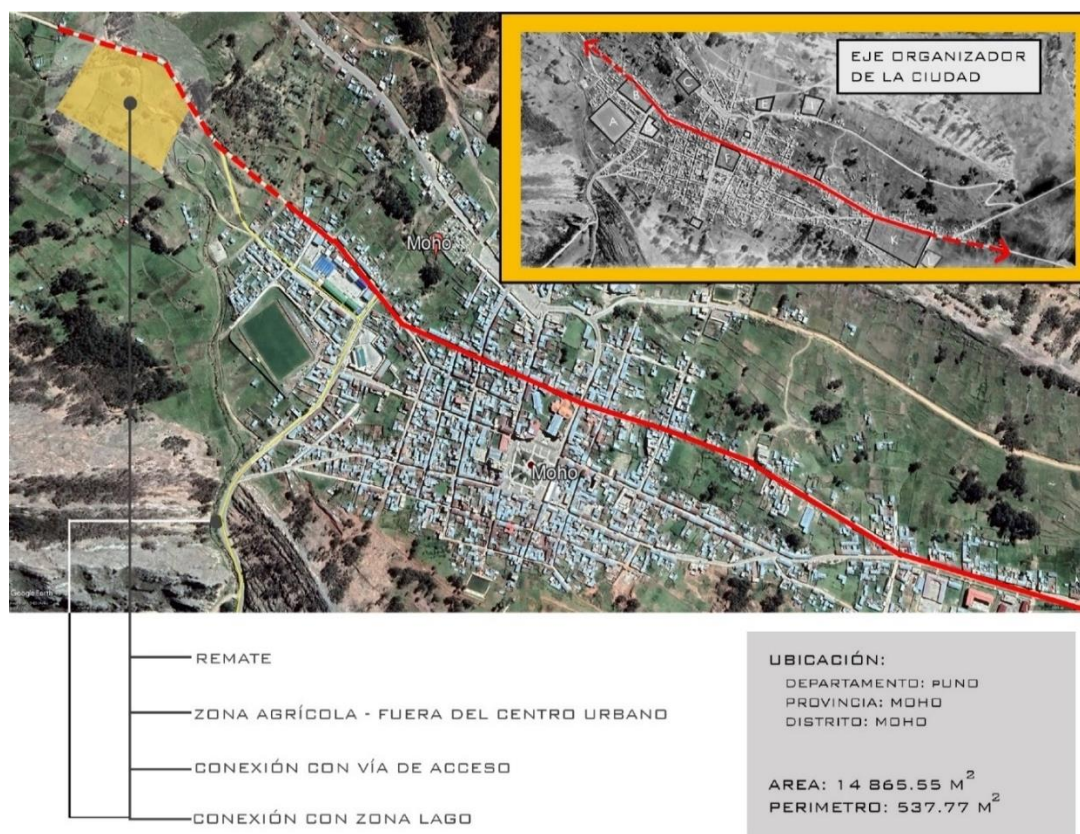 EJE ORGANIZADOR
DE LA CIUDAD
A
B
C
E
K
Moho
Moho
Google Earth
REMATE
ZONA AGRÍCOLA - FUERA DEL CENTRO URBANO
CONEXIÓN CON VÍA DE ACCESO
CONEXIÓN CON ZONA LAGO
UBICACIÓN:
DEPARTAMENTO: PUNO
PROVINCIA: MOHO
DISTRITO: MOHO
AREA: 14 865.55 M²
PERIMETRO: 537.77 M²